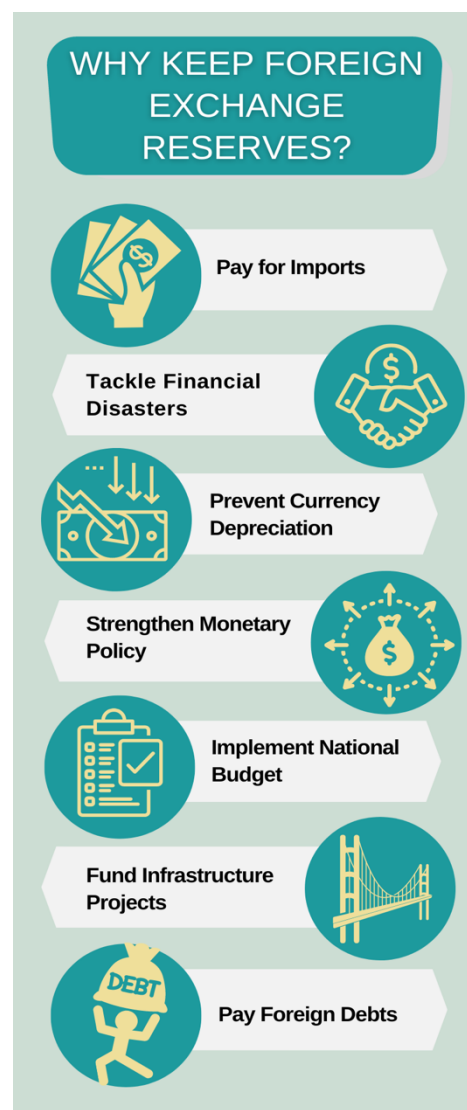 WHY KEEP FOREIGN
EXCHANGE
RESERVES?
$
Pay for Imports
Tackle Financial
Disasters
$
Prevent Currency
Depreciation
Strengthen Monetary
Policy
$
Implement National
Budget
Fund Infrastructure
Projects
DEBT
Pay Foreign Debts